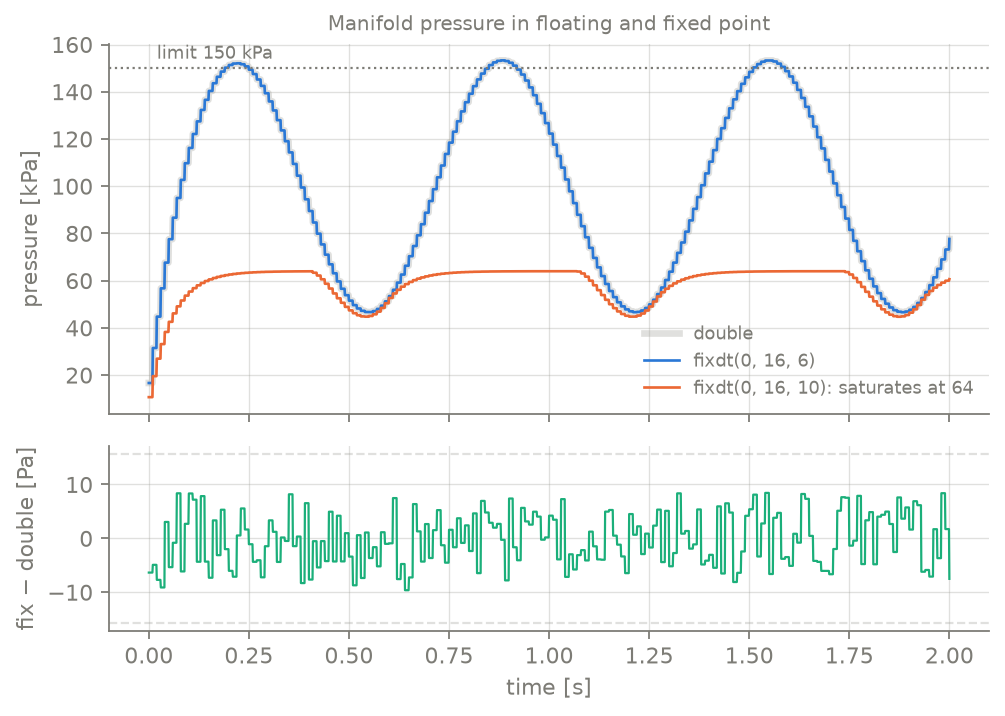 Manifold pressure in floating and fixed point
160
140
120
100
80
60
40
20
pressure [kPa]
limit 150 kPa
double
fixdt(0, 16, 6)
fixdt(0, 16, 10): saturates at 64
10
0
−10
fix − double [Pa]
0.00 0.25 0.50 0.75 1.00 1.25 1.50 1.75 2.00
time [s]